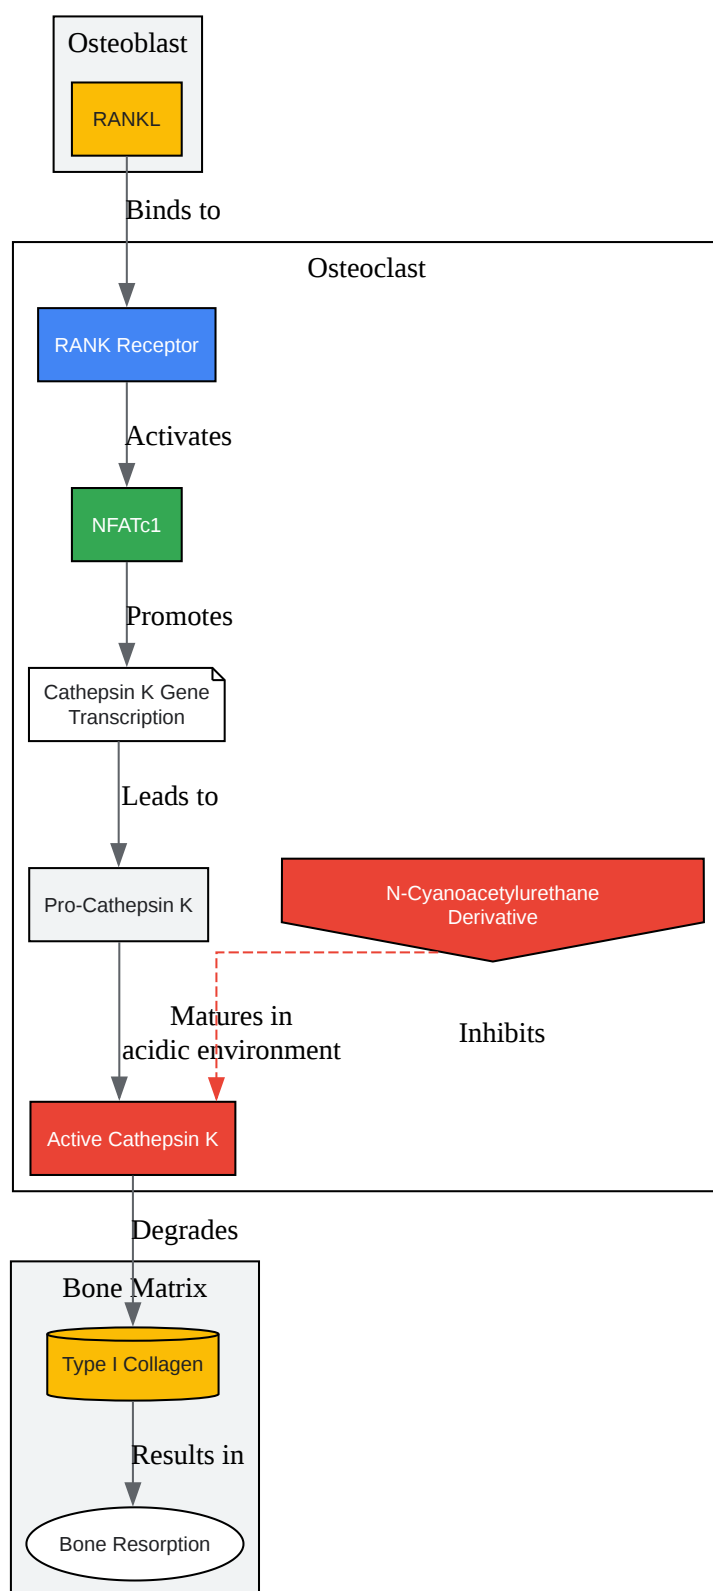 Osteoblast
RANKL
Binds to
Osteoclast
RANK Receptor
Activates
NFATc1
Promotes
Cathepsin K Gene
Transcription
Leads to
Pro-Cathepsin K
N-Cyanoacetylurethane
Derivative
Matures in
acidic environment
Inhibits
Active Cathepsin K
Degrades
Bone Matrix
Type I Collagen
Results in
Bone Resorption